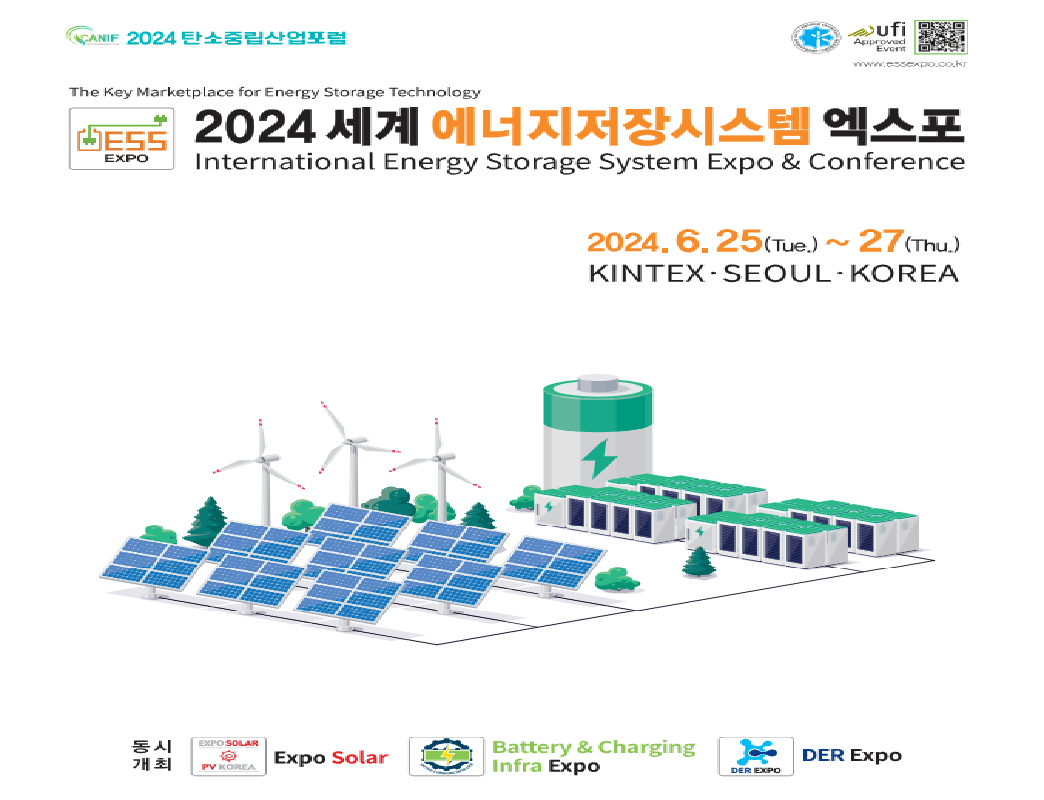 CANIF 2024 탄소중립산업포럼
ufi
Approved
Event
www.essexpo.co.kr
The Key Marketplace for Energy Storage Technology
ESS
EXPO
2024 세계 에너지저장시스템 엑스포
International Energy Storage System Expo & Conference
2024. 6. 25(Tue.) ~ 27(Thu.)
KINTEX·SEOUL·KOREA
동시
개최
EXPO SOLAR
PV KOREA
Expo Solar
Battery & Charging
Infra Expo
DER EXPO
DER Expo